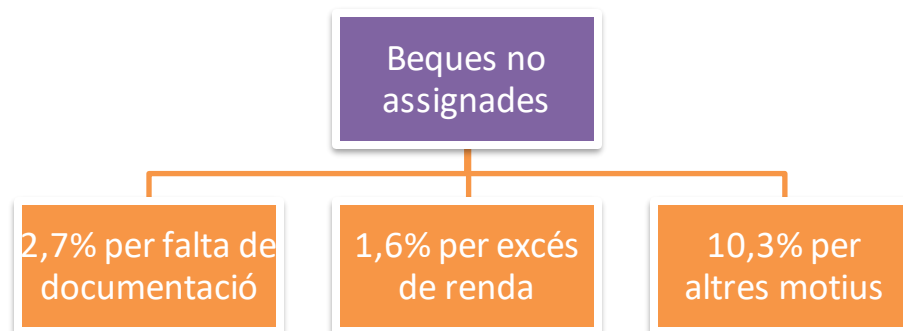 Beques no
assignades
2,7% per falta de
documentació
1,6% per excés
de renda
10,3% per
altres motius